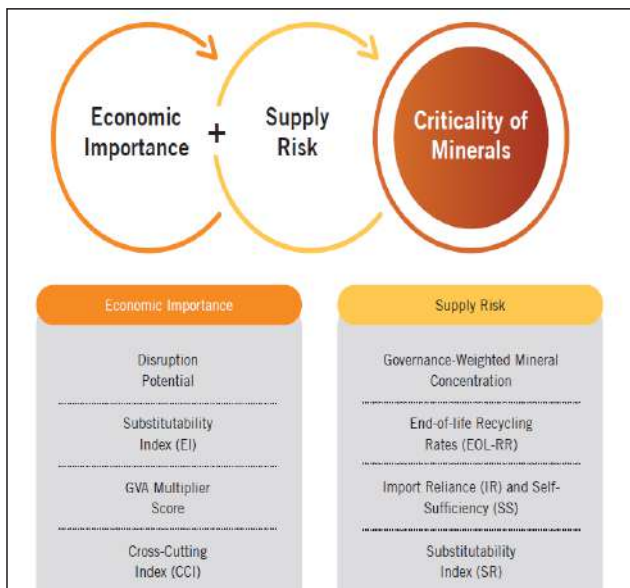 Economic
Importance
+
Supply
Risk
Criticality of
Minerals
Economic Importance
Disruption
Potential
Substitutability
Index (EI)
GVA Multiplier
Score
Cross-Cutting
Index (CCI)
Supply Risk
Governance-Weighted Mineral
Concentration
End-of-life Recycling
Rates (EOL-RR)
Import Reliance (IR) and Self-
Sufficiency (SS)
Substitutability
Index (SR)